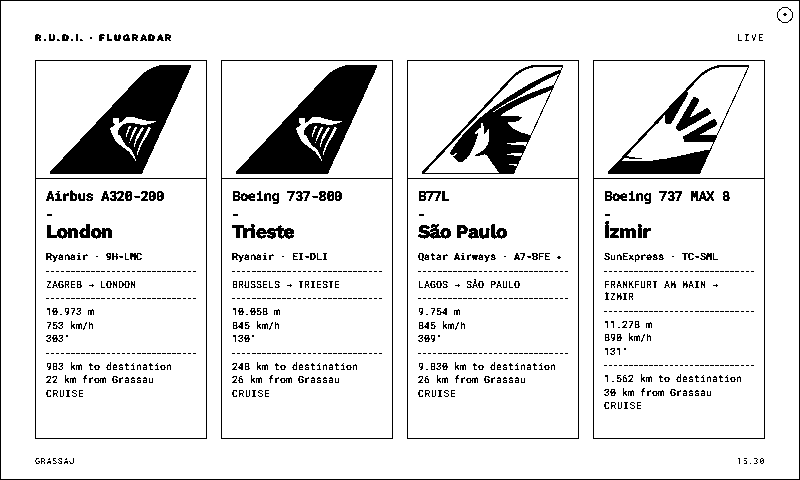 R.U.D.I. · FLUGRADAR
LIVE
Airbus A320-200
-
London
Ryanair · 9H-LMC
ZAGREB → LONDON
10.973 m
753 km/h
303°
983 km to destination
22 km from Grassau
CRUISE
Boeing 737-800
-
Trieste
Ryanair · EI-DLI
BRUSSELS → TRIESTE
10.058 m
845 km/h
130°
248 km to destination
26 km from Grassau
CRUISE
B77L
-
São Paulo
Qatar Airways · A7-BFE ✦
LAGOS → SÃO PAULO
9.754 m
845 km/h
309°
9.830 km to destination
26 km from Grassau
CRUISE
Boeing 737 MAX 8
-
İzmir
SunExpress · TC-SML
FRANKFURT AM MAIN →
İZMIR
11.278 m
890 km/h
131°
1.562 km to destination
30 km from Grassau
CRUISE
GRASSAU
15.30